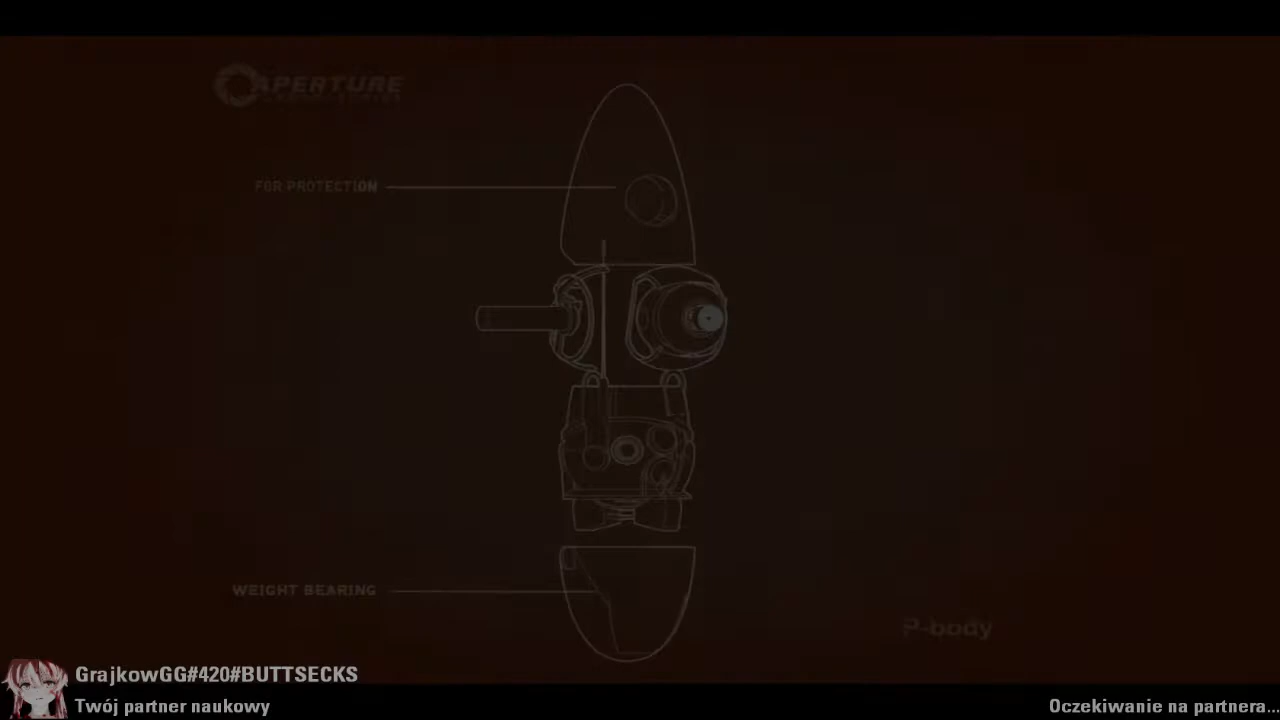 APERTURE
FOR PROTECTION
WEIGHT BEARING
P-body
GrajkowGG#420#BUTTSECKS
Twój partner naukowy
Oczekiwanie na partnera...